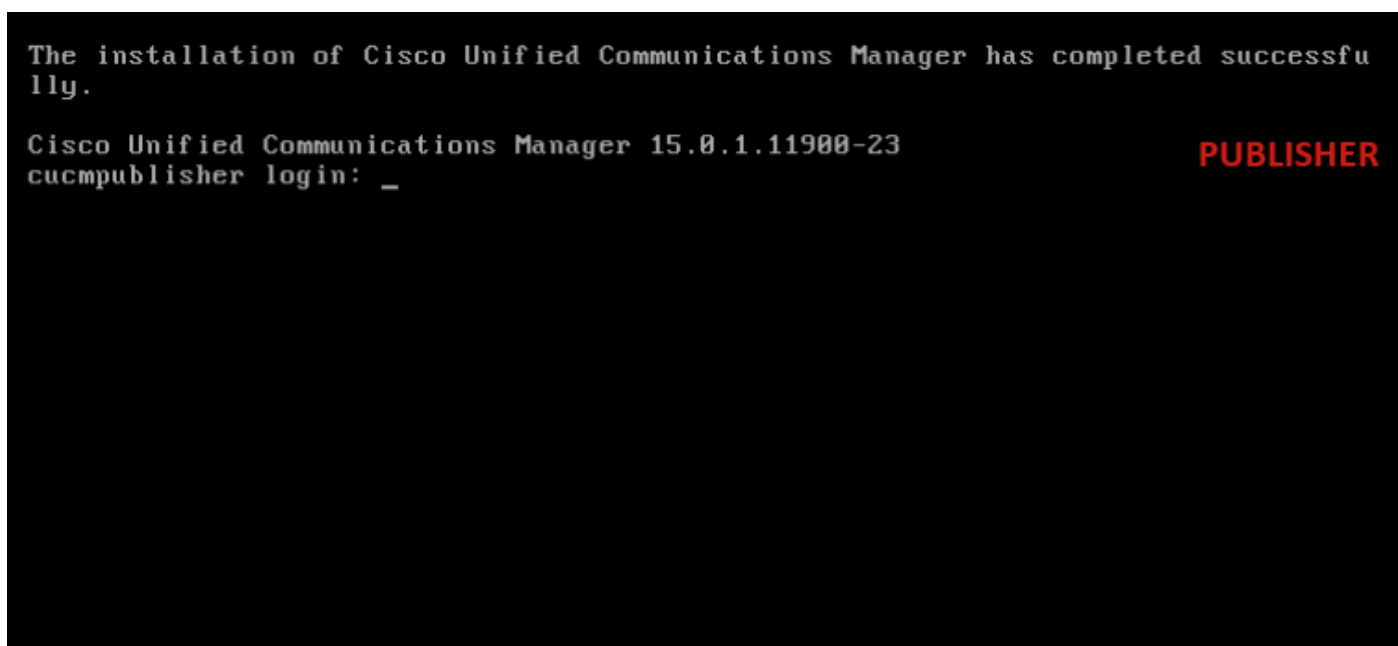 The installation of Cisco Unified Communications Manager has completed successfu
lly.
Cisco Unified Communications Manager 15.0.1.11900-23
PUBLISHER
cucmpublisher login: _